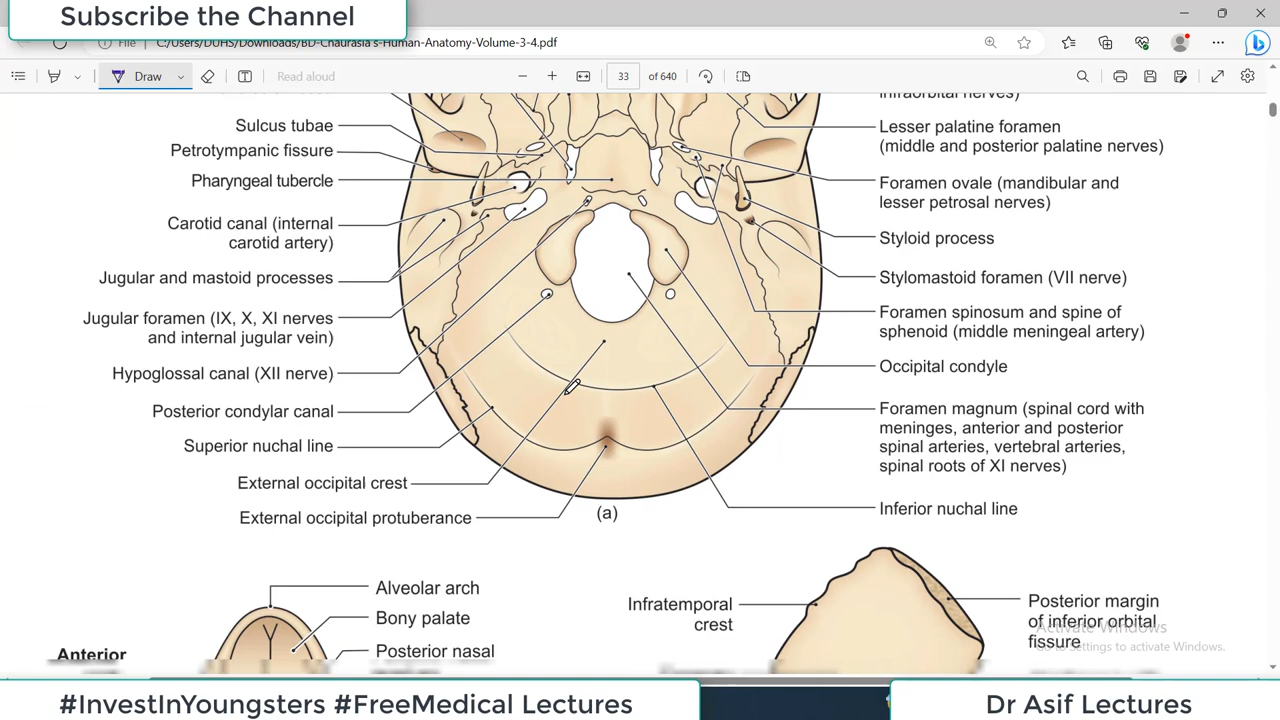 Subscribe the Channel
File
C:/Users/DUHS/Downloads/BD-Chaurasia's-Human-Anatomy-Volume-3-4.pdf
Draw
Read aloud
33
of 640
Sulcus tubae
Petrotympanic fissure
Pharyngeal tubercle
Carotid canal (internal
carotid artery)
Jugular and mastoid processes
Jugular foramen (IX, X, XI nerves
and internal jugular vein)
Hypoglossal canal (XII nerve)
Posterior condylar canal
Superior nuchal line
External occipital crest
External occipital protuberance
infraorbital nerves)
Lesser palatine foramen
(middle and posterior palatine nerves)
Foramen ovale (mandibular and
lesser petrosal nerves)
Styloid process
Stylomastoid foramen (VII nerve)
Foramen spinosum and spine of
sphenoid (middle meningeal artery)
Occipital condyle
Foramen magnum (spinal cord with
meninges, anterior and posterior
spinal arteries, vertebral arteries,
spinal roots of XI nerves)
Inferior nuchal line
(a)
Alveolar arch
Bony palate
Posterior nasal
Anterior
Infratemporal
crest
Posterior margin
of inferior orbital
fissure
Activate Windows
Go to Settings to activate Windows.
#InvestInYoungsters #FreeMedical Lectures
Dr Asif Lectures